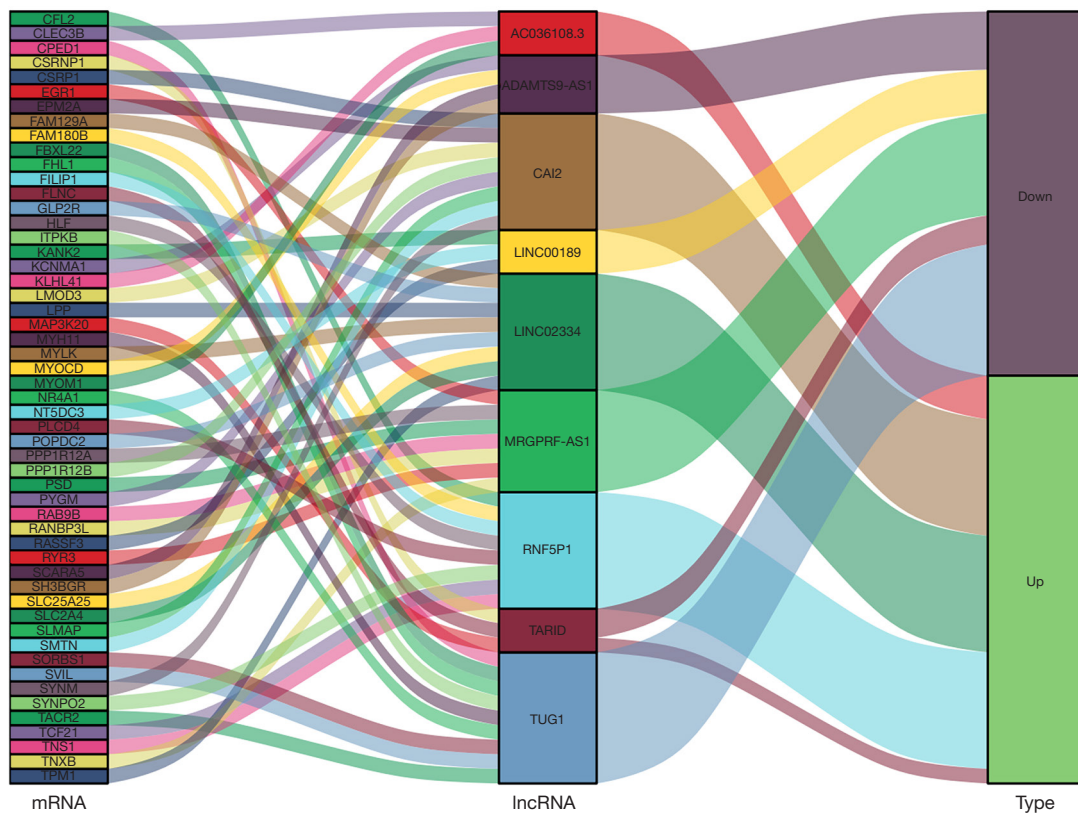 CFL2
CLEC3B
CPED1
CSRNP1
CSRP1
EGR1
EPM2A
FAM129A
FAM180B
FBXL22
FHL1
FILIP1
FLNC
GLP2R
HLF
ITPKB
KANK2
KCNMA1
KLHL41
LMOD3
LPP
MAP3K20
MYH11
MYLK
MYOCD
MYOM1
NR4A1
NT5DC3
PLCD4
POPDC2
PPP1R12A
PPP1R12B
PSD
PYGM
RAB9B
RANBP3L
RASSF3
RYR3
SCARA5
SH3BGR
SLC25A25
SLC2A4
SLMAP
SMTN
SORBS1
SVIL
SYNM
SYNPO2
TACR2
TCF21
TNS1
TNXB
TPM1
mRNA
AC036108.3
ADAMTS9-AS1
CAI2
LINC00189
LINC02334
MRGPRF-AS1
RNF5P1
TARID
TUG1
lncRNA
Down
Up
Type